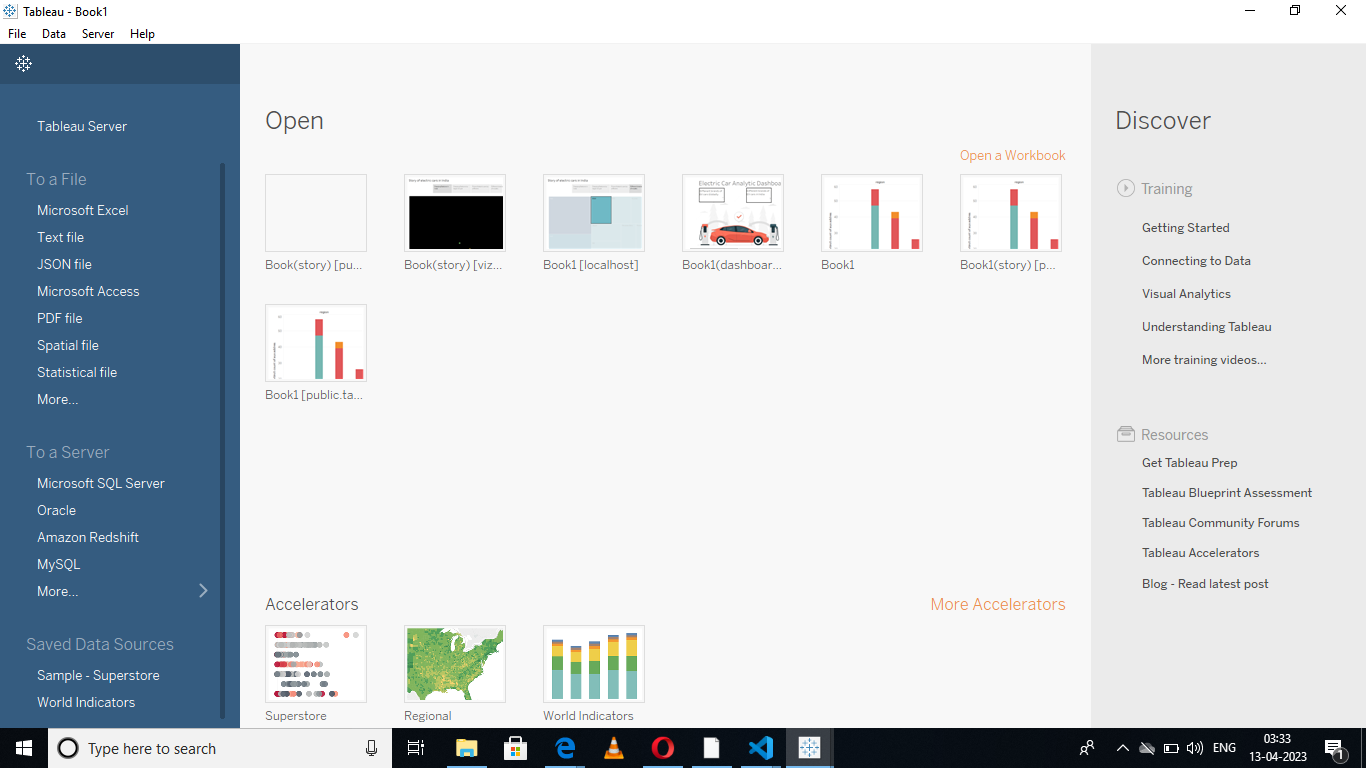 Tableau - Book1
File Data Server Help
Tableau Server
To a File
Microsoft Excel
Text file
JSON file
Microsoft Access
PDF file
Spatial file
Statistical file
More...
To a Server
Microsoft SQL Server
Oracle
Amazon Redshift
MySQL
More...
Saved Data Sources
Sample - Superstore
World Indicators
Open
Open a Workbook
Electric Car Analytic Dashboa
region
region
Book(story) [pu...
Book(story) [viz...
Book1 [localhost]
Book1(dashboar...
Book1
Book1(story) [p...
region
Book1 [public.ta...
Accelerators
More Accelerators
Superstore
Regional
World Indicators
Discover
Training
Getting Started
Connecting to Data
Visual Analytics
Understanding Tableau
More training videos...
Resources
Get Tableau Prep
Tableau Blueprint Assessment
Tableau Community Forums
Tableau Accelerators
Blog - Read latest post
Type here to search
ENG
03:33
13-04-2023
1